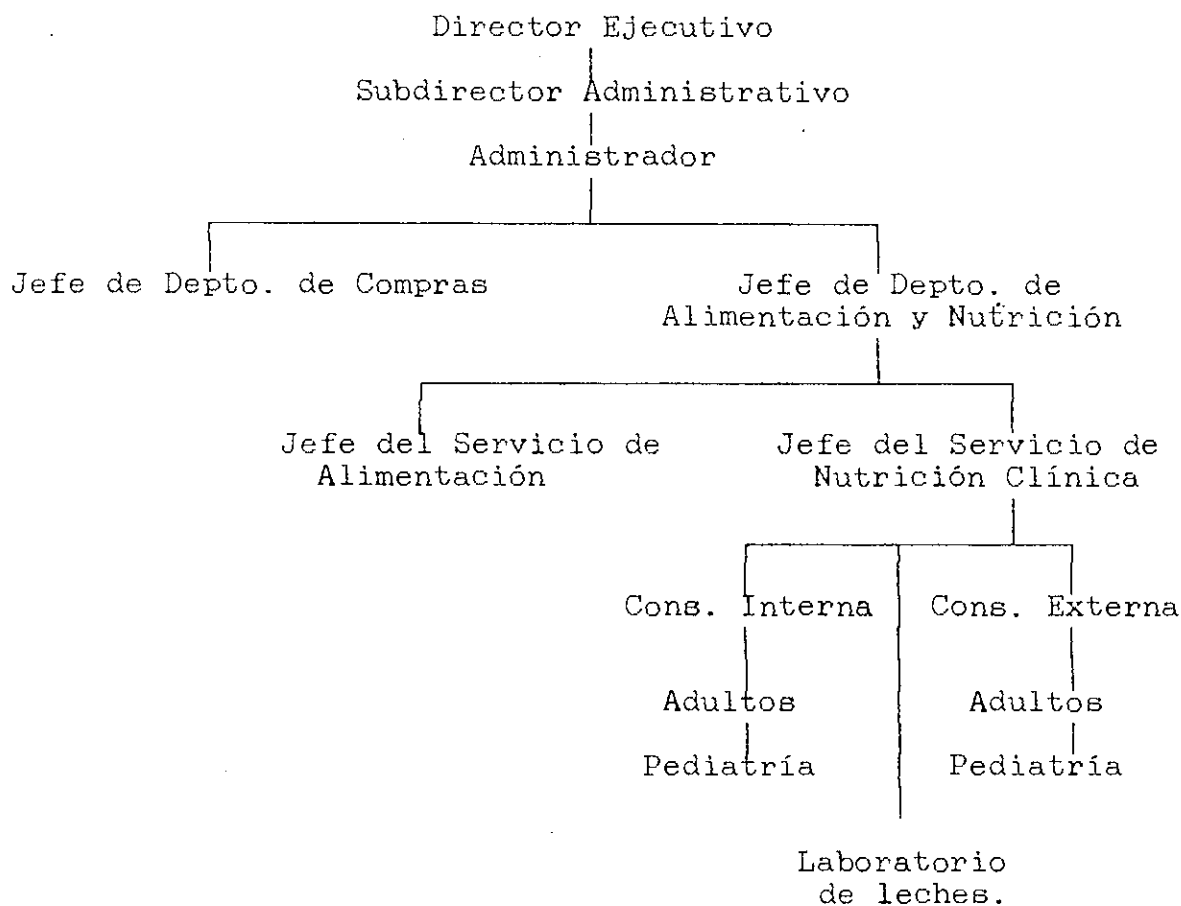 Director Ejecutivo
Subdirector Administrativo
Administrador
Jefe de Depto. de Compras
Jefe de Depto. de
Alimentación y Nutrición
Jefe del Servicio de
Alimentación
Jefe del Servicio de
Nutrición Clínica
Cons. Interna
Cons. Externa
Adultos
Adultos
Pediatría
Pediatría
Laboratorio
de leches.